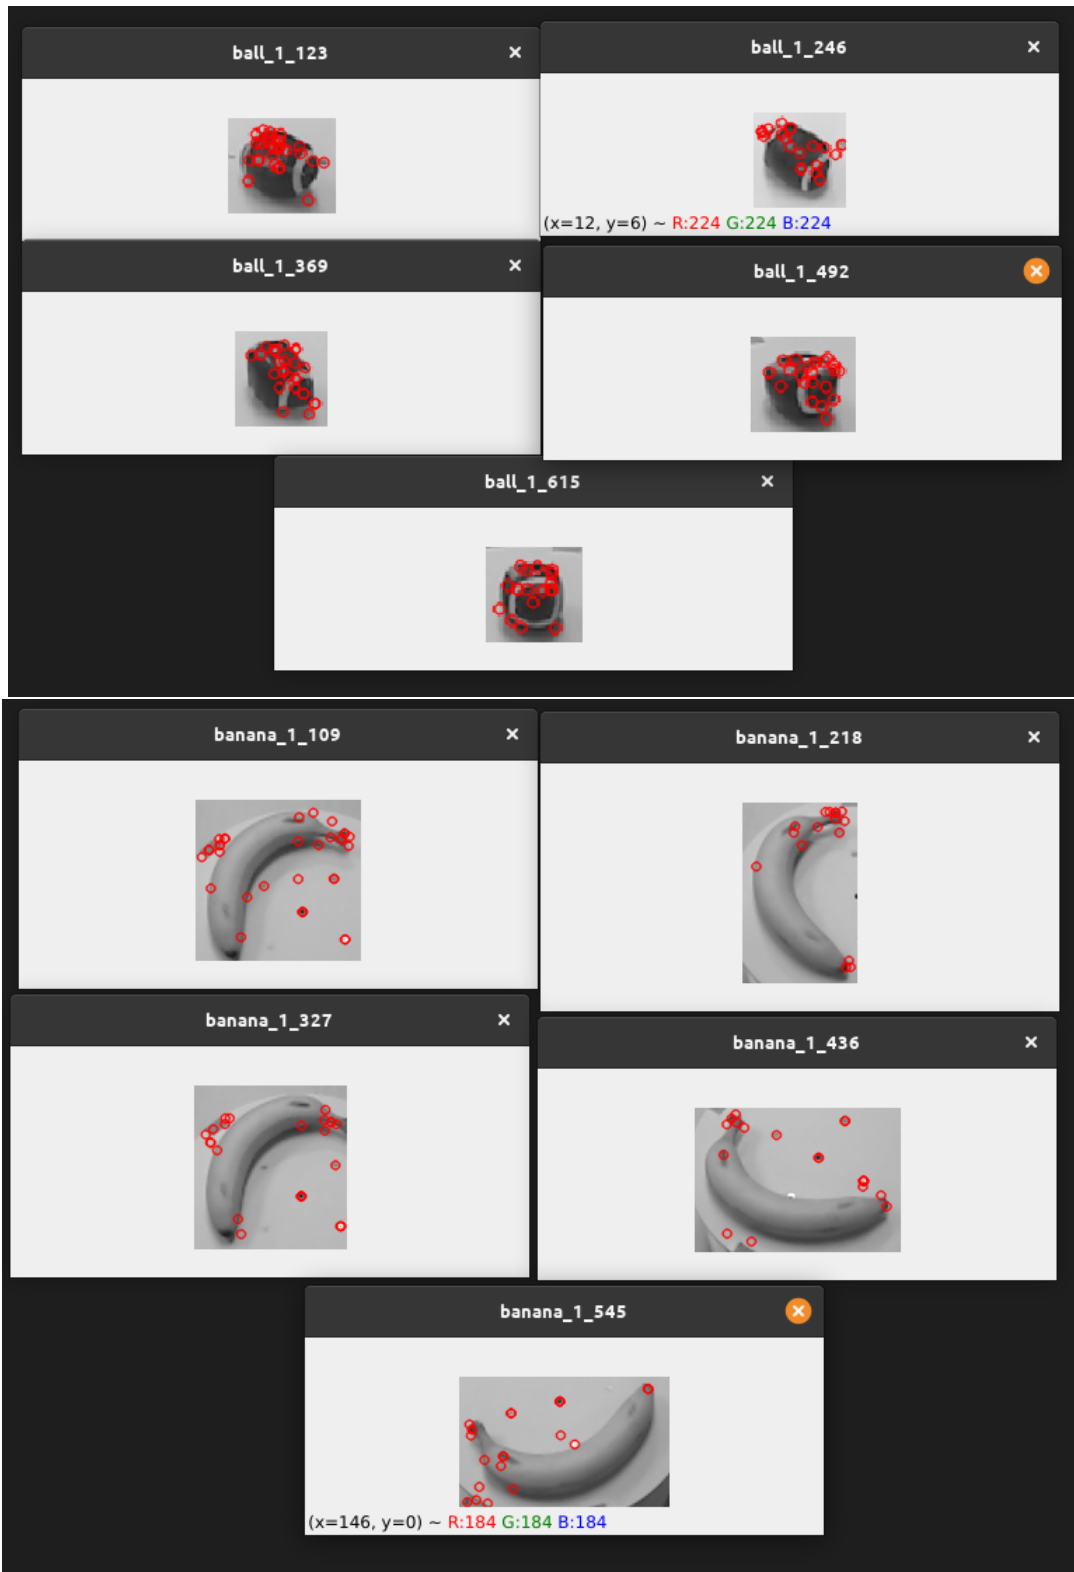 ball_1_123
ball_1_246
(x=12, y=6) ~ R:224 G:224 B:224
ball_1_369
ball_1_492
ball_1_615
banana_1_109
banana_1_218
banana_1_327
banana_1_436
banana_1_545
(x=146, y=0) ~ R:184 G:184 B:184